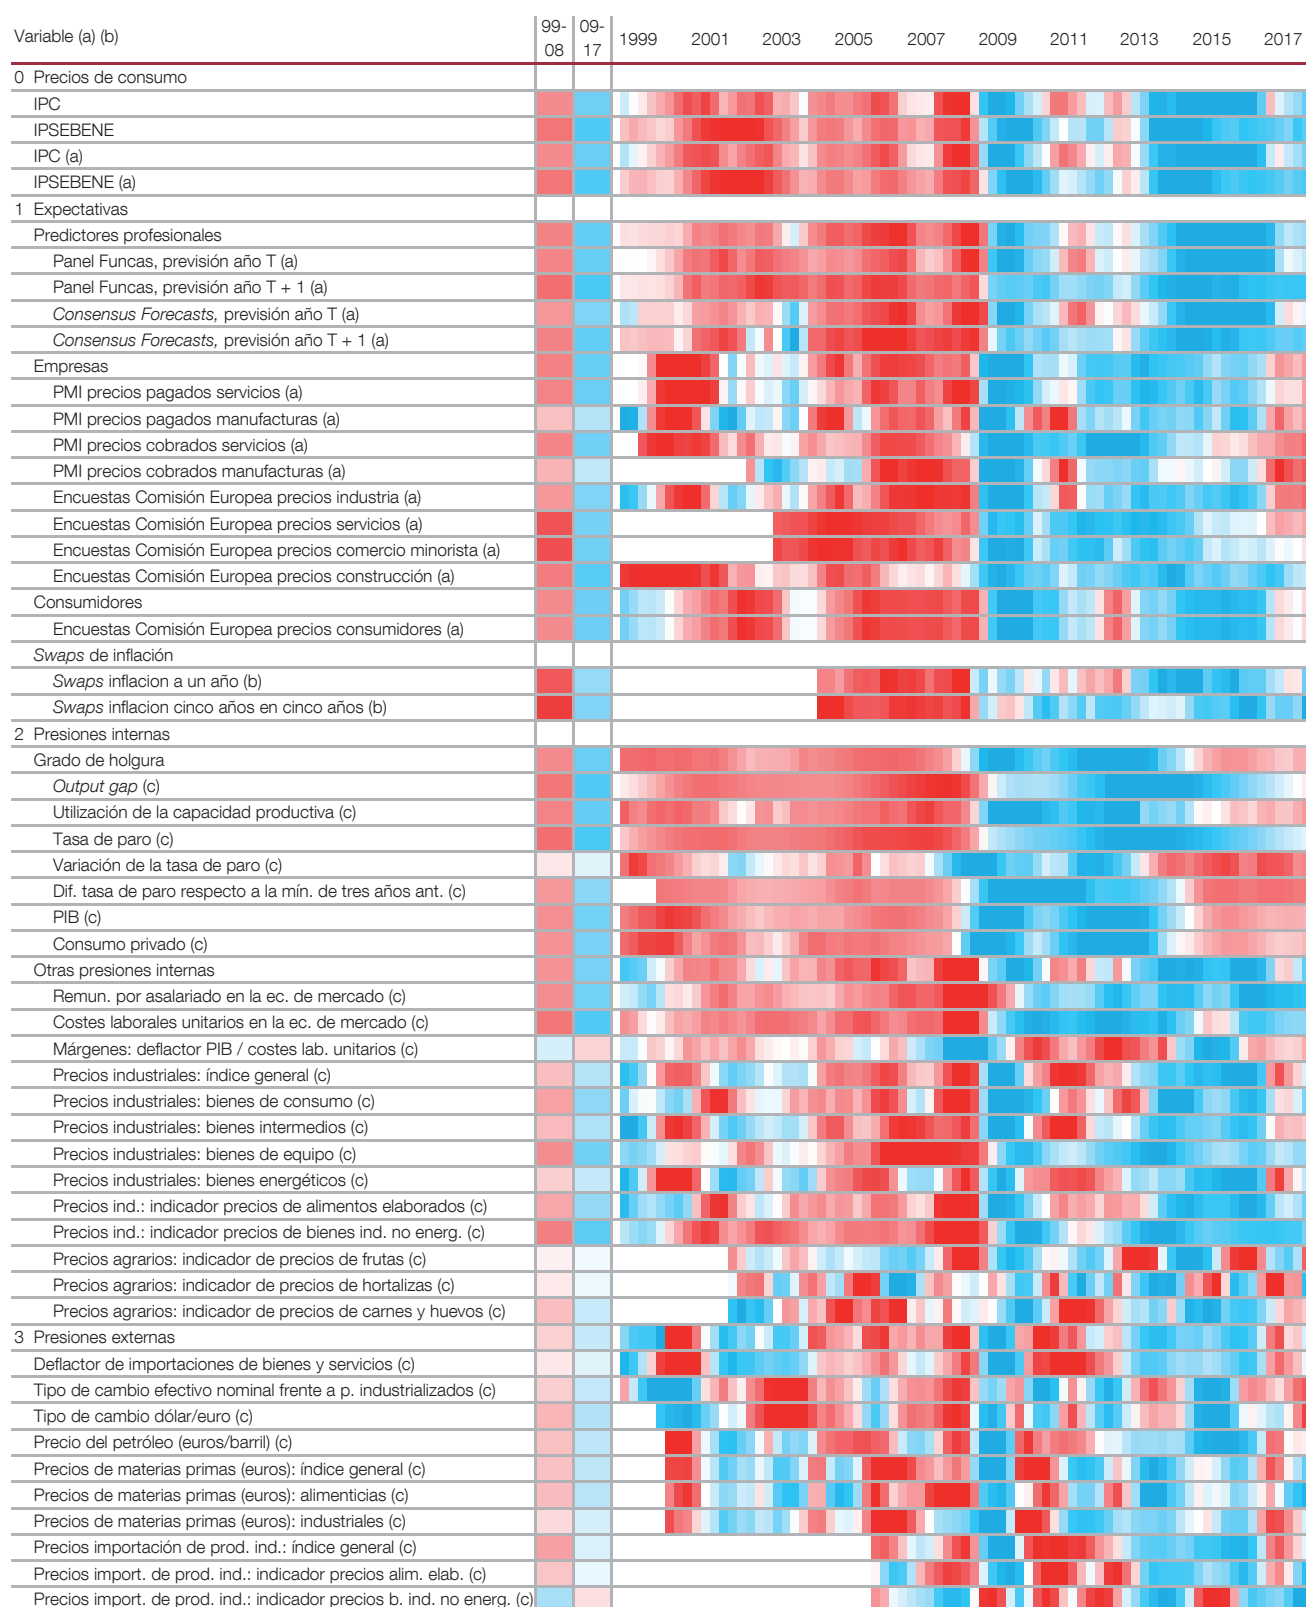 Variable (a) (b)
99-08
09-17
1999 2001 2003 2005 2007 2009 2011 2013 2015 2017
0 Precios de consumo
IPC
IPSEBENE
IPC (a)
IPSEBENE (a)
1 Expectativas
Predictores profesionales
Panel Funcas, previsión año T (a)
Panel Funcas, previsión año T + 1 (a)
Consensus Forecasts, previsión año T (a)
Consensus Forecasts, previsión año T + 1 (a)
Empresas
PMI precios pagados servicios (a)
PMI precios pagados manufacturas (a)
PMI precios cobrados servicios (a)
PMI precios cobrados manufacturas (a)
Encuestas Comisión Europea precios industria (a)
Encuestas Comisión Europea precios servicios (a)
Encuestas Comisión Europea precios comercio minorista (a)
Encuestas Comisión Europea precios construcción (a)
Consumidores
Encuestas Comisión Europea precios consumidores (a)
Swaps de inflación
Swaps inflacion a un año (b)
Swaps inflacion cinco años en cinco años (b)
2 Presiones internas
Grado de holgura
Output gap (c)
Utilización de la capacidad productiva (c)
Tasa de paro (c)
Variación de la tasa de paro (c)
Dif. tasa de paro respecto a la mín. de tres años ant. (c)
PIB (c)
Consumo privado (c)
Otras presiones internas
Remun. por asalariado en la ec. de mercado (c)
Costes laborales unitarios en la ec. de mercado (c)
Márgenes: deflactor PIB / costes lab. unitarios (c)
Precios industriales: índice general (c)
Precios industriales: bienes de consumo (c)
Precios industriales: bienes intermedios (c)
Precios industriales: bienes de equipo (c)
Precios industriales: bienes energéticos (c)
Precios ind.: indicador precios de alimentos elaborados (c)
Precios ind.: indicador precios de bienes ind. no energ. (c)
Precios agrarios: indicador de precios de frutas (c)
Precios agrarios: indicador de precios de hortalizas (c)
Precios agrarios: indicador de precios de carnes y huevos (c)
3 Presiones externas
Deflactor de importaciones de bienes y servicios (c)
Tipo de cambio efectivo nominal frente a p. industrializados (c)
Tipo de cambio dólar/euro (c)
Precio del petróleo (euros/barril) (c)
Precios de materias primas (euros): índice general (c)
Precios de materias primas (euros): alimenticias (c)
Precios de materias primas (euros): industriales (c)
Precios importación de prod. ind.: índice general (c)
Precios import. de prod. ind.: indicador precios alim. elab. (c)
Precios import. de prod. ind.: indicador precios b. ind. no energ. (c)